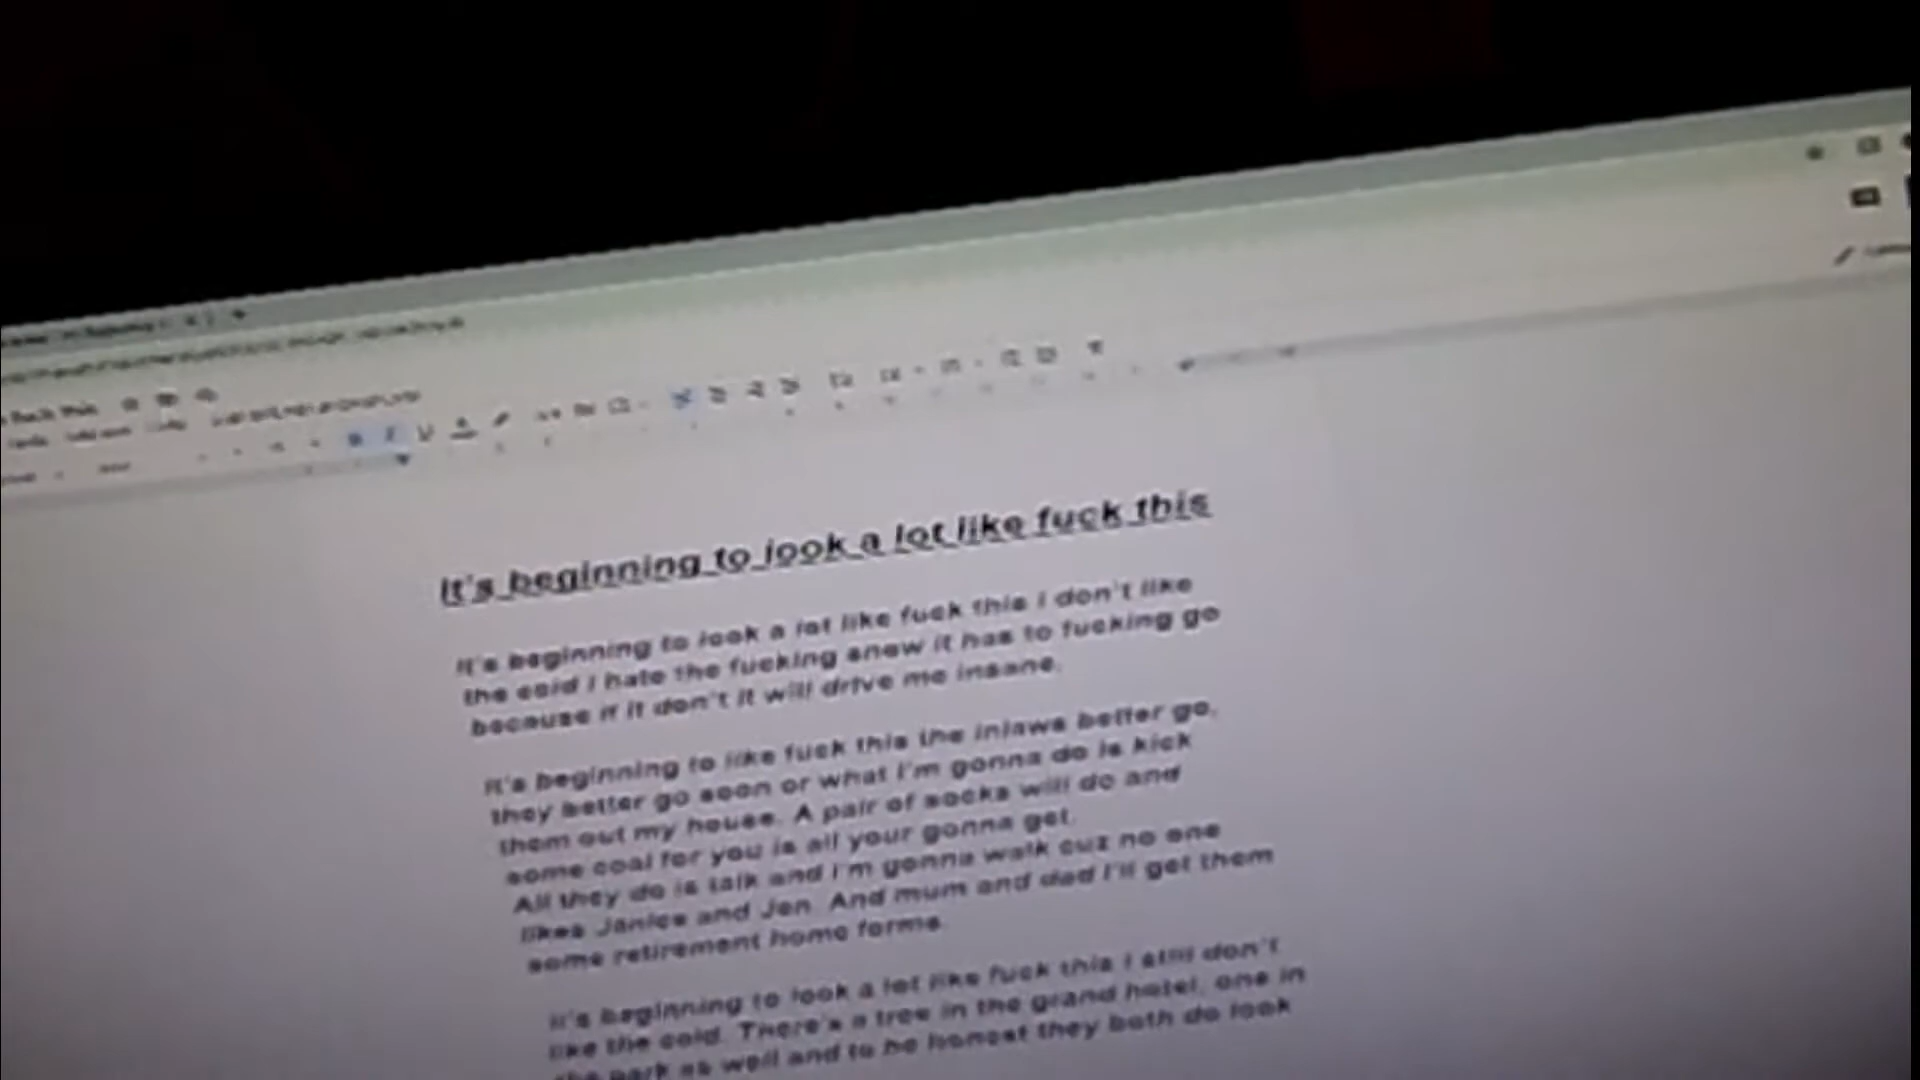 It's beginning to look a lot like fuck this
It's beginning to look a lot like fuck this i don't like
the cold I hate the fucking snow it has to fucking go
because if it don't it will drive me insane.
It's beginning to like fuck this the inlaws better go,
they better go soon or what I'm gonna do is kick
them out my house. A pair of socks will do and
some coal for you is all your gonna get.
All they do is talk and I'm gonna walk cuz no one
likes Janice and Jen. And mum and dad I'll get them
some retirement home forms.
It's beginning to look a lot like fuck this I still don't
like the cold. There's a tree in the grand hotel, one in
the park as well and to be honest they both do look